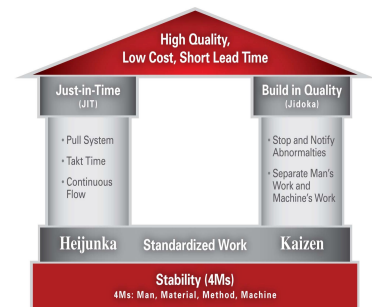 High Quality,
Low Cost, Short Lead Time
Just-in-Time
(JIT)
• Pull System
• Takt Time
• Continuous
Flow
Build in Quality
(Jidoka)
• Stop and Notify
Abnormalties
• Separate Man's
Work and
Machine's Work
Heijunka Standardized Work Kaizen
Stability (4Ms)
4Ms: Man, Material, Method, Machine